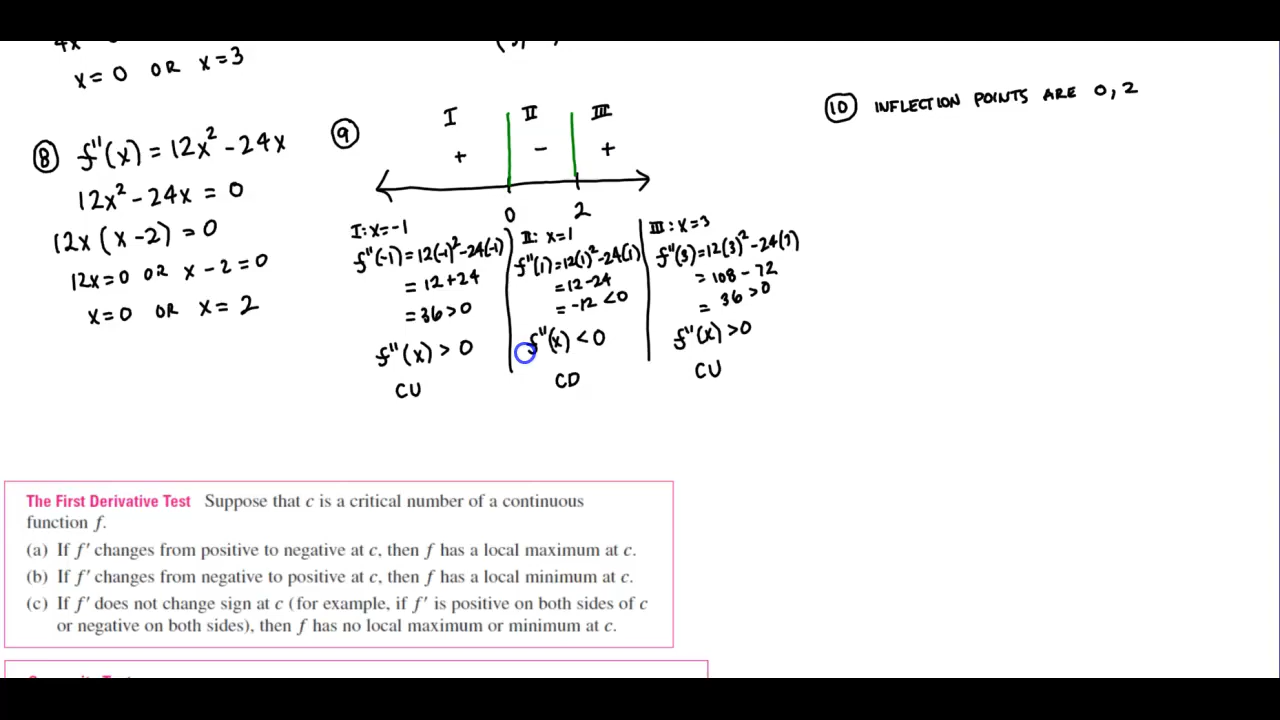 x = 0 OR x = 3
⑧ f''(x) = 12x² - 24x
12x² - 24x = 0
12x (x - 2) = 0
12x = 0 OR x - 2 = 0
x = 0 OR x = 2
⑨
I II III
+ - +
0 2
I: x = -1
f''(-1) = 12(-1)² - 24(-1)
= 12 + 24
= 36 > 0
f''(x) > 0
CU
II: x = 1
f''(1) = 12(1)² - 24(1)
= 12 - 24
= -12 < 0
f''(x) < 0
CD
III: x = 3
f''(3) = 12(3)² - 24(3)
= 108 - 72
= 36 > 0
f''(x) > 0
CU
⑩ INFLECTION POINTS ARE 0, 2
The First Derivative Test Suppose that c is a critical number of a continuous
function f.
(a) If f′ changes from positive to negative at c, then f has a local maximum at c.
(b) If f′ changes from negative to positive at c, then f has a local minimum at c.
(c) If f′ does not change sign at c (for example, if f′ is positive on both sides of c
or negative on both sides), then f has no local maximum or minimum at c.